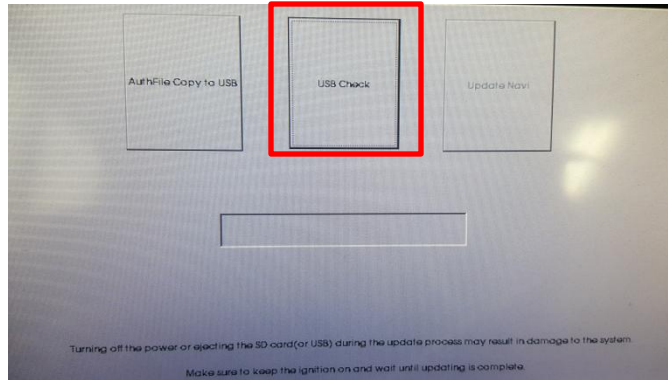 AuthFile Copy to USB
USB Check
Update Navi
Turning off the power or ejecting the SD card(or USB) during the update process may result in damage to the system.
Make sure to keep the ignition on and wait until updating is complete.